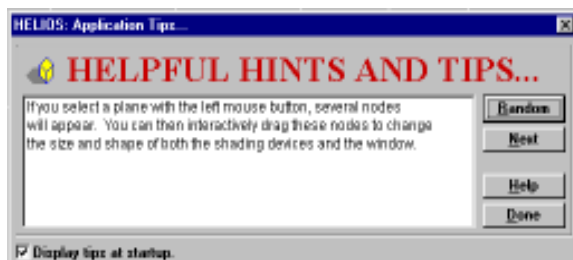 HELIOS: Application Tips...
HELPFUL HINTS AND TIPS...
If you select a plane with the left mouse button, several nodes
will appear. You can then interactively drag these nodes to change
the size and shape of both the shading devices and the window.
Random
Next
Help
Done
Display tips at startup.